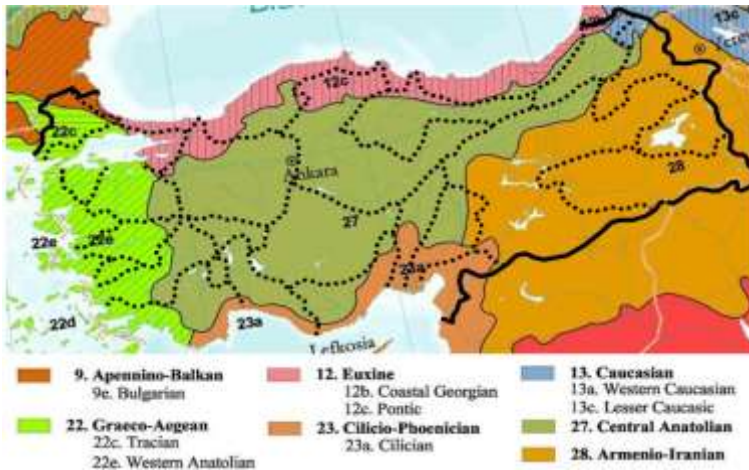 13c
12c
22c
Ankara
28
22e
22e
27
23a
22d
23a
Lefkosia
9. Apennino-Balkan
9e. Bulgarian
22. Graeco-Aegean
22c. Tracian
22e. Western Anatolian
12. Euxine
12b. Coastal Georgian
12c. Pontic
23. Cilicio-Phoenician
23a. Cilician
13. Caucasian
13a. Western Caucasian
13c. Lesser Caucasic
27. Central Anatolian
28. Armenio-Iranian